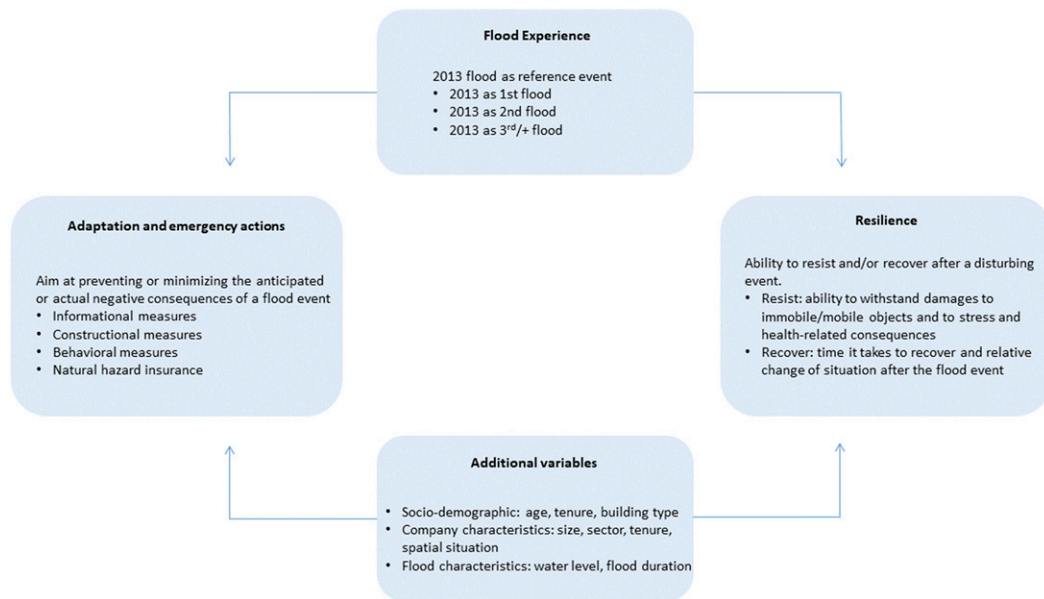 Flood Experience
2013 flood as reference event
• 2013 as 1st flood
• 2013 as 2nd flood
• 2013 as 3rd/+ flood
Adaptation and emergency actions
Aim at preventing or minimizing the anticipated
or actual negative consequences of a flood event
• Informational measures
• Constructional measures
• Behavioral measures
• Natural hazard insurance
Resilience
Ability to resist and/or recover after a disturbing
event.
• Resist: ability to withstand damages to
immobile/mobile objects and to stress and
health-related consequences
• Recover: time it takes to recover and relative
change of situation after the flood event
Additional variables
• Socio-demographic: age, tenure, building type
• Company characteristics: size, sector, tenure,
spatial situation
• Flood characteristics: water level, flood duration